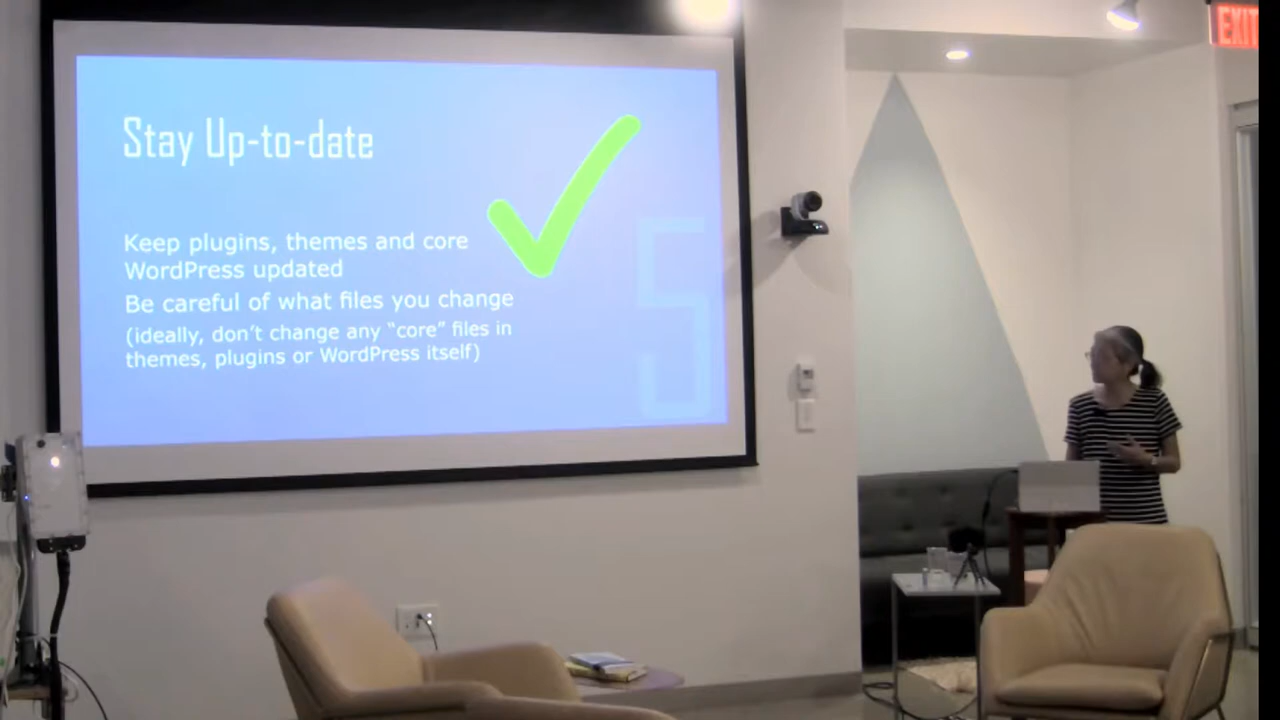 Stay Up-to-date
Keep plugins, themes and core
WordPress updated
Be careful of what files you change
(ideally, don't change any “core” files in
themes, plugins or WordPress itself)
5
EXIT